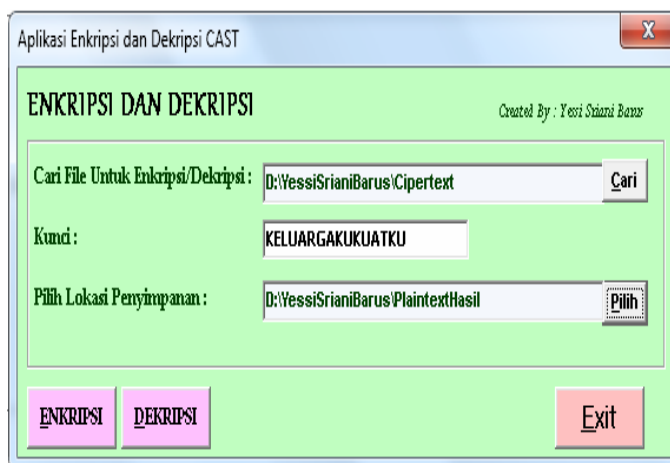 Aplikasi Enkripsi dan Dekripsi CAST
X
ENKRIPSI DAN DEKRIPSI
Created By : Yessi Sriani Barus
Cari File Untuk Enkripsi/Dekripsi : D:\YessiSrianiBarus\Cipertext Cari
Kunci : KELUARGAKUKUATKU
Pilih Lokasi Penyimpanan : D:\YessiSrianiBarus\PlaintextHasil Pilih
ENKRIPSI DEKRIPSI Exit